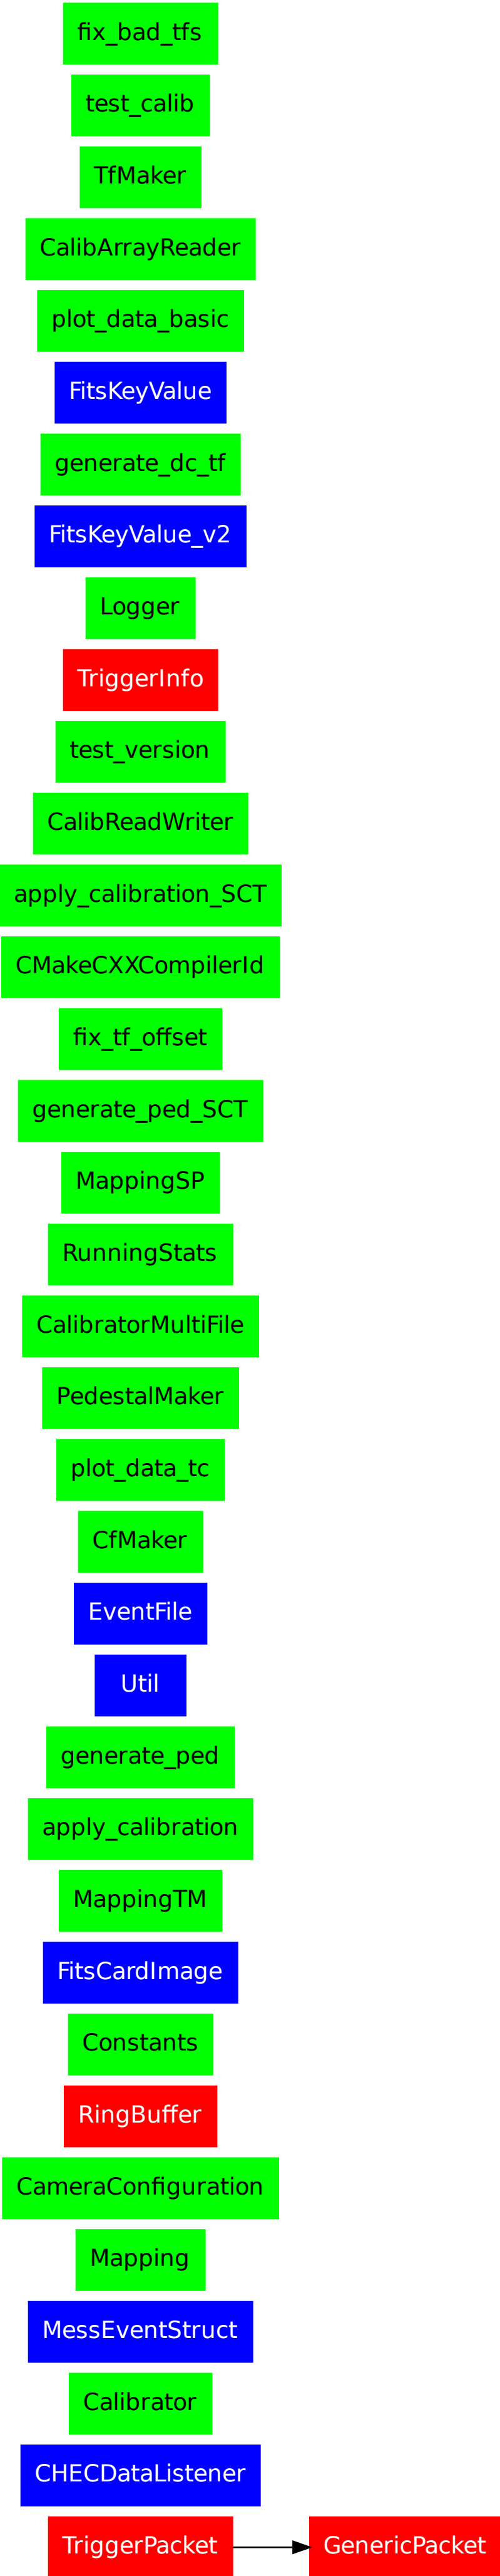 fix_bad_tfs
test_calib
TfMaker
CalibArrayReader
plot_data_basic
FitsKeyValue
generate_dc_tf
FitsKeyValue_v2
Logger
TriggerInfo
test_version
CalibReadWriter
apply_calibration_SCT
CMakeCXXCompilerId
fix_tf_offset
generate_ped_SCT
MappingSP
RunningStats
CalibratorMultiFile
PedestalMaker
plot_data_tc
CfMaker
EventFile
Util
generate_ped
apply_calibration
MappingTM
FitsCardImage
Constants
RingBuffer
CameraConfiguration
Mapping
MessEventStruct
Calibrator
CHECDataListener
TriggerPacket
GenericPacket